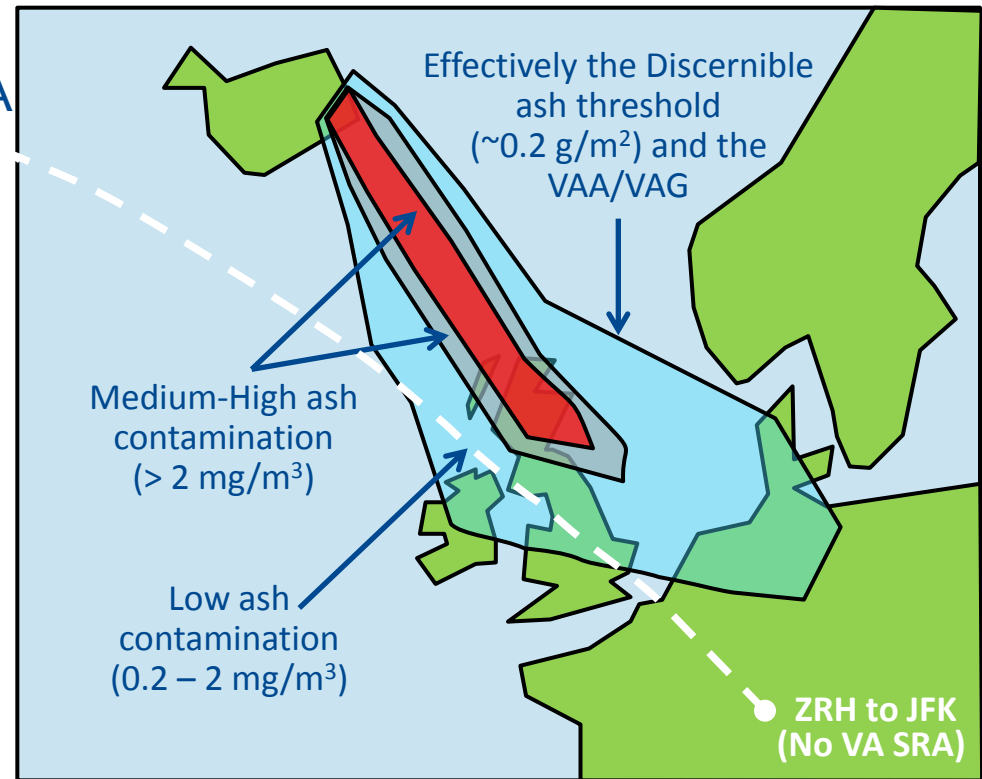 A
Effectively the Discernible
ash threshold
(~0.2 g/m²) and the
VAA/VAG
Medium-High ash
contamination
(> 2 mg/m³)
Low ash
contamination
(0.2 – 2 mg/m³)
ZRH to JFK
(No VA SRA)